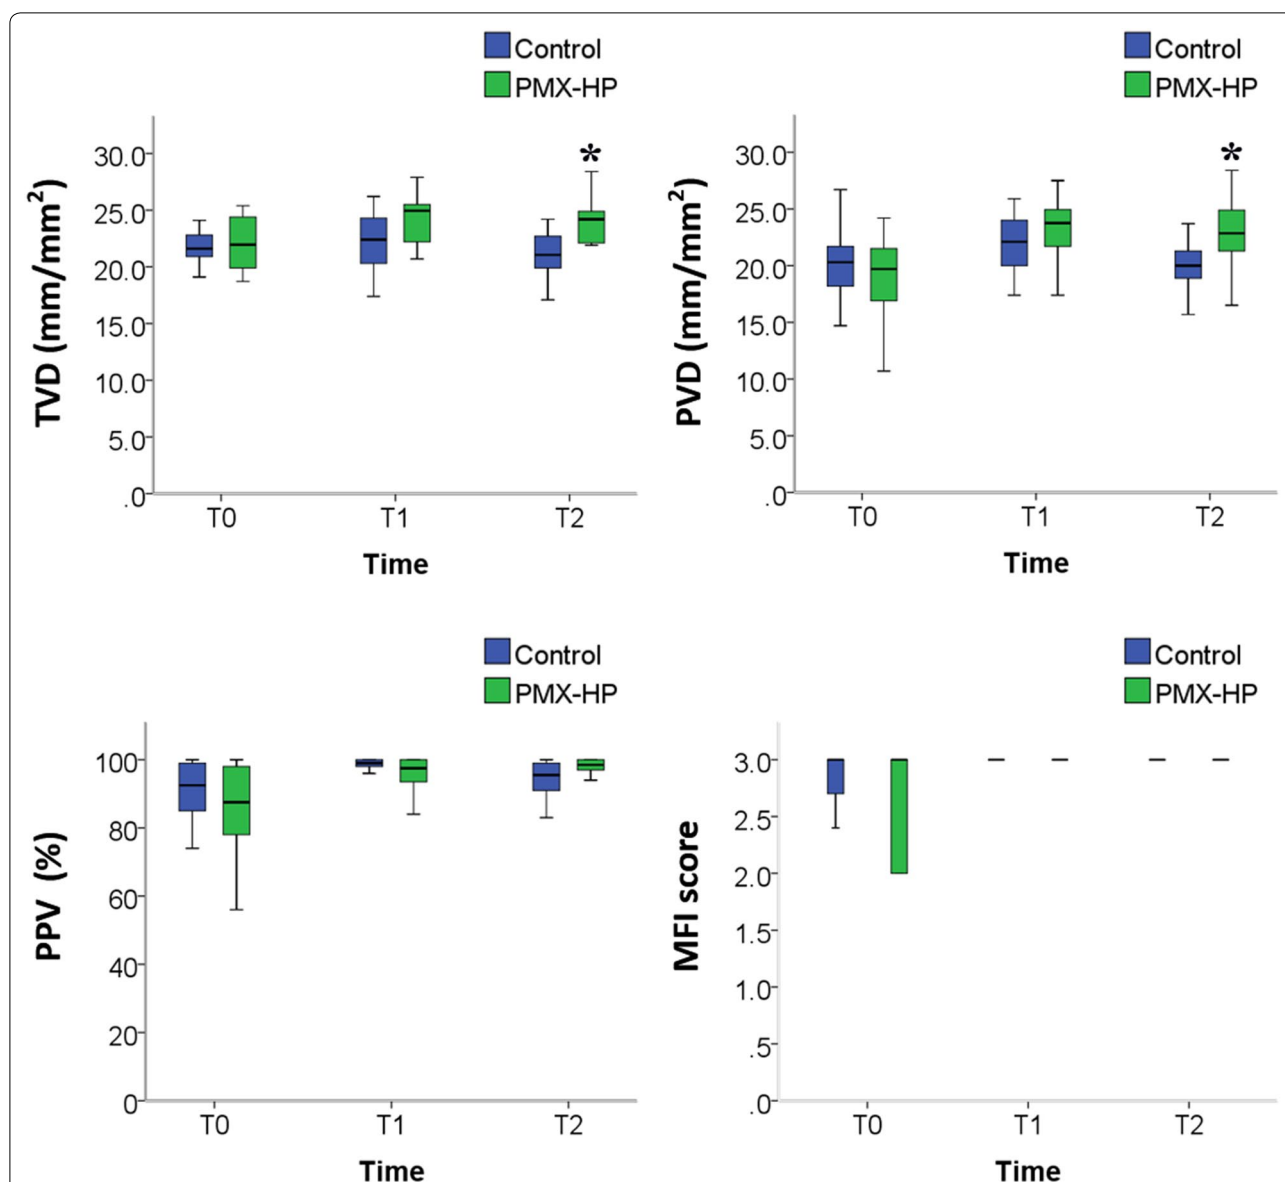 Control
PMX-HP
TVD (mm/mm²)
30.0
25.0
20.0
15.0
10.0
5.0
.0
*
T0 T1 T2
Time
Control
PMX-HP
PVD (mm/mm²)
30.0
25.0
20.0
15.0
10.0
5.0
.0
*
T0 T1 T2
Time
Control
PMX-HP
PPV (%)
100
80
60
40
20
0
T0 T1 T2
Time
Control
PMX-HP
MFI score
3.0
2.5
2.0
1.5
1.0
.5
.0
T0 T1 T2
Time